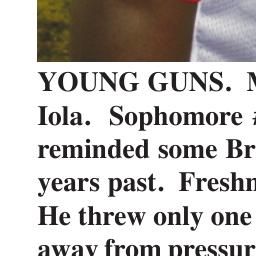 YOUNG GUNS.
Iola. Sophomore
reminded some
years past.
He threw only one
away from